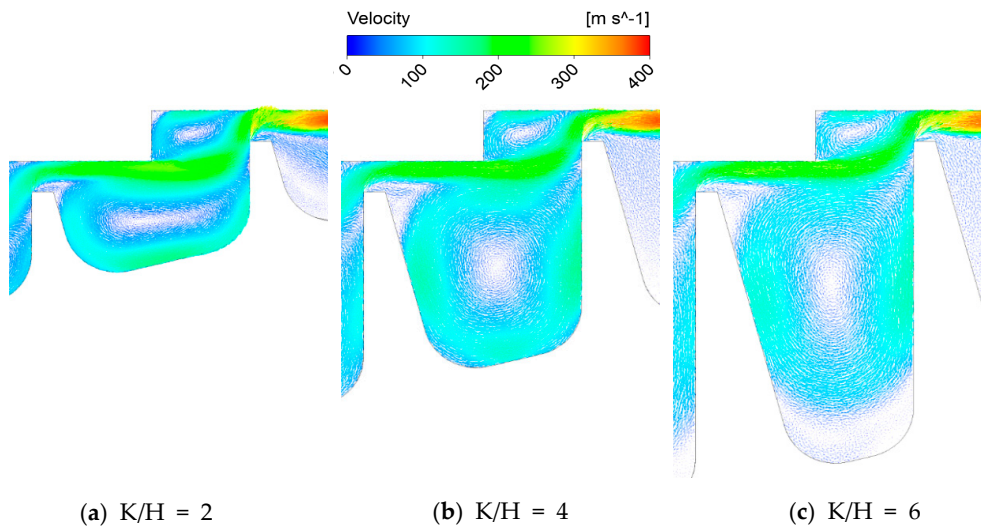 Velocity [m s^-1]
0 100 200 300 400
(a) K/H = 2 (b) K/H = 4 (c) K/H = 6